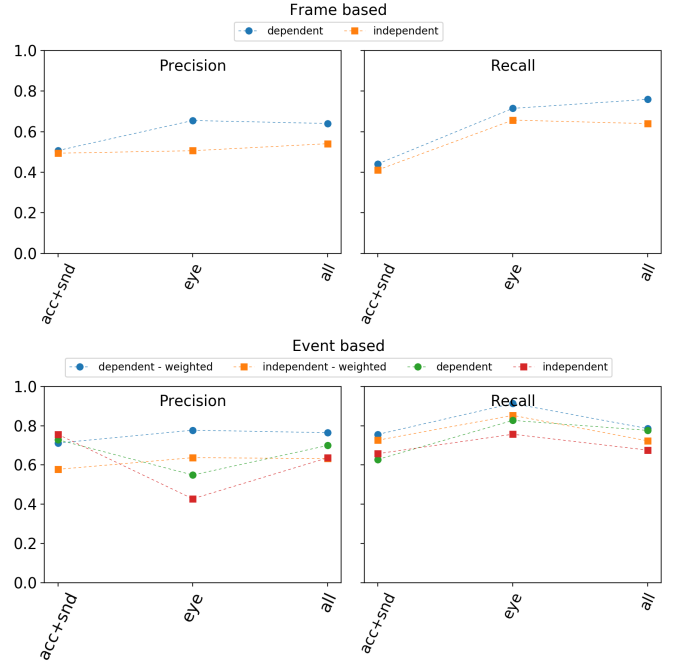 Frame based
dependent independent
Precision Recall
1.0
0.8
0.6
0.4
0.2
0.0
acc+snd eye all acc+snd eye all
Event based
dependent - weighted independent - weighted dependent independent
Precision Recall
1.0
0.8
0.6
0.4
0.2
0.0
acc+snd eye all acc+snd eye all